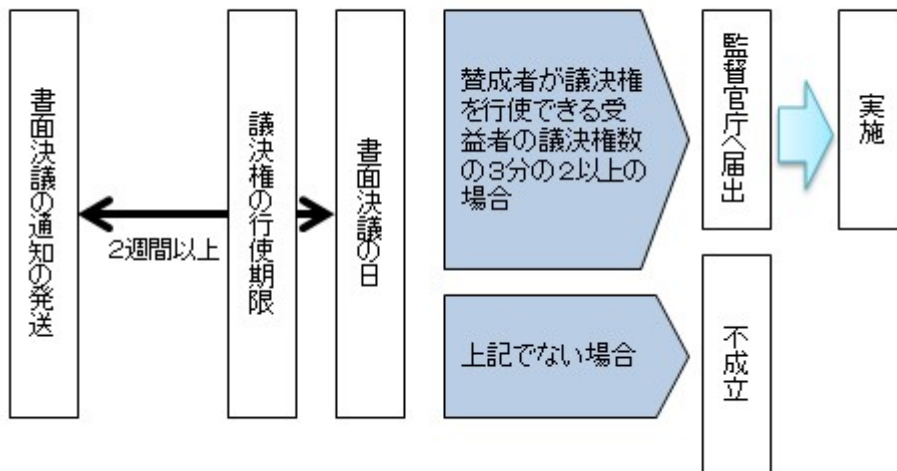 書面決議の通知の発送
2週間以上
議決権の行使期限
書面決議の日
賛成者が議決権
を行使できる受
益者の議決権数
の3分の2以上の
場合
監督官庁へ届出
実施
上記でない場合
不成立